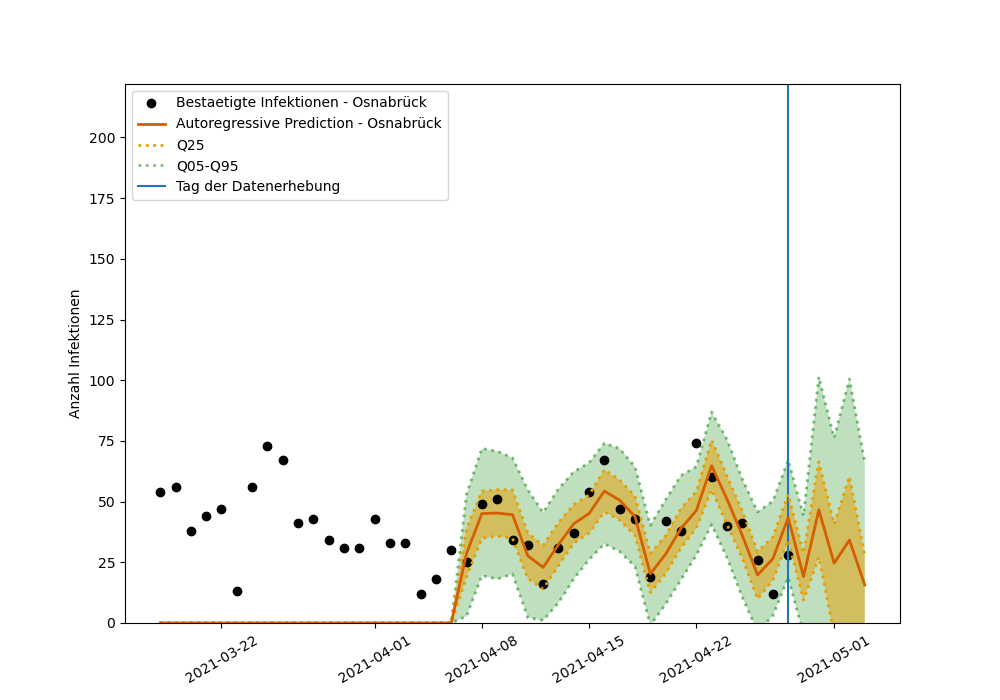 Bestaetigte Infektionen - Osnabrück
Autoregressive Prediction - Osnabrück
Q25
Q05-Q95
Tag der Datenerhebung
Anzahl Infektionen
200
175
150
125
100
75
50
25
0
2021-03-22
2021-04-01
2021-04-08
2021-04-15
2021-04-22
2021-05-01